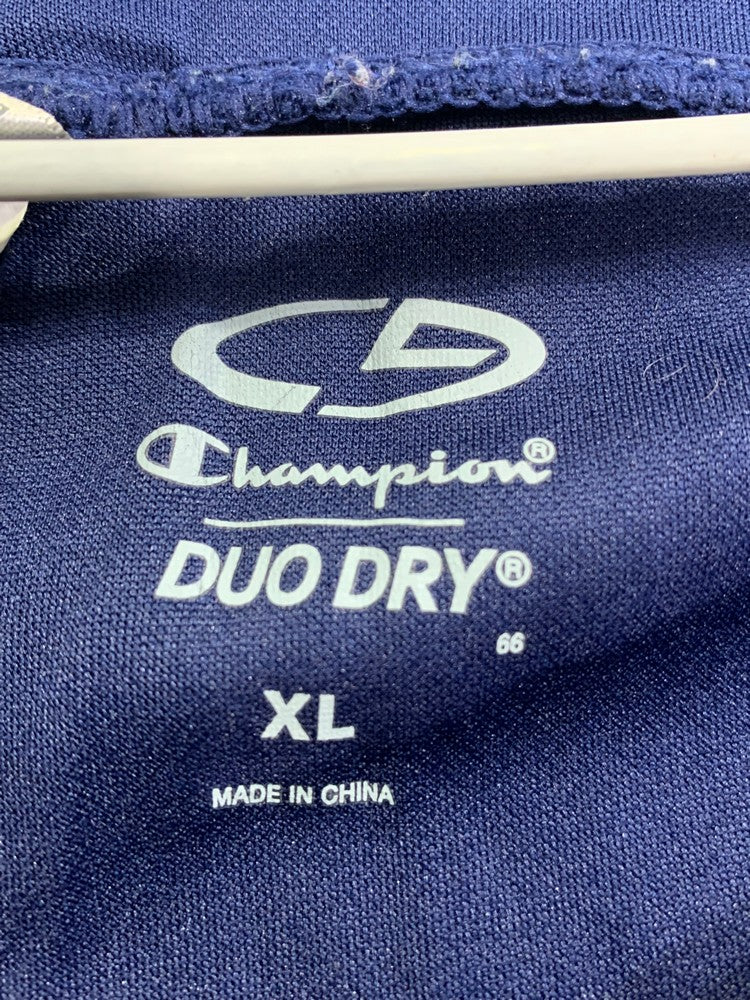 Champion®
DUO DRY®
66
XL
MADE IN CHINA